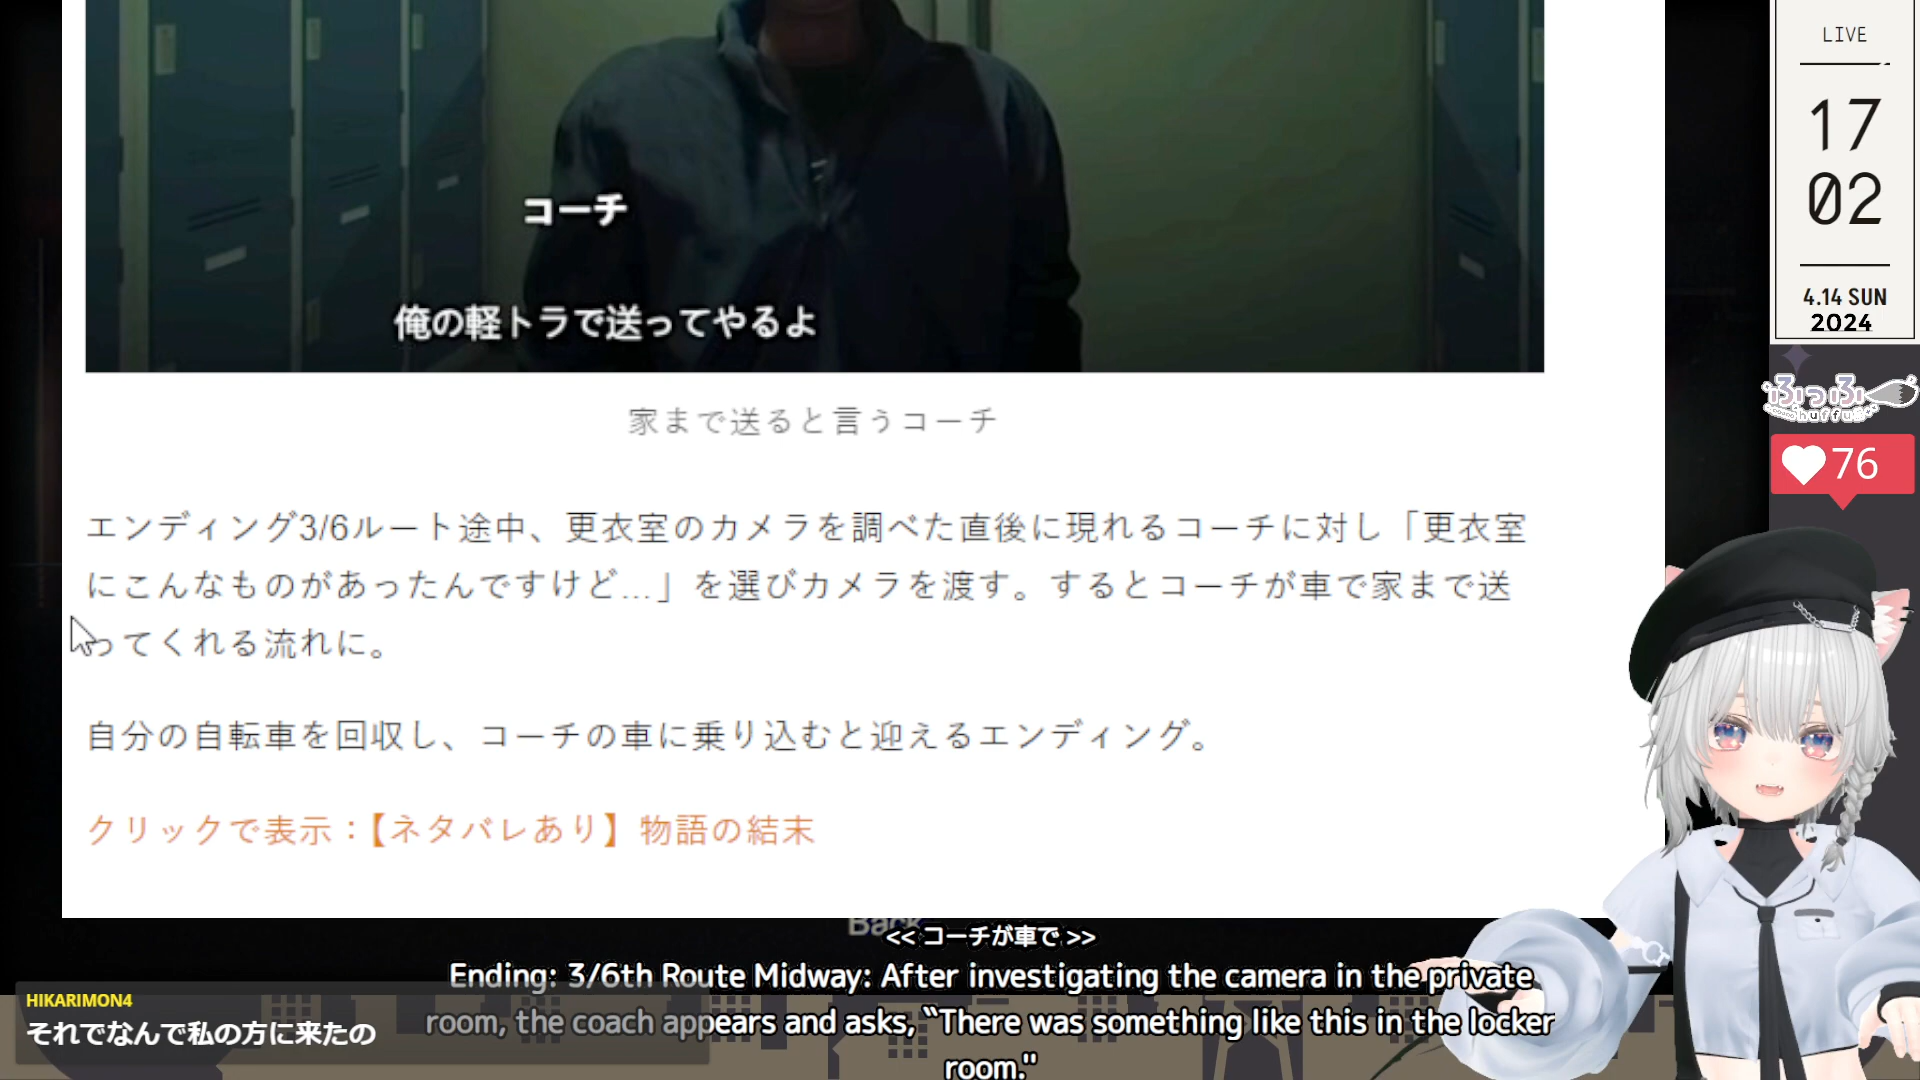 コーチ
俺の軽トラで送ってやるよ
家まで送ると言うコーチ
エンディング3/6ルート途中、更衣室のカメラを調べた直後に現れるコーチに対し「更衣室
にこんなものがあったんですけど...」を選びカメラを渡す。するとコーチが車で家まで送
ってくれる流れに。
自分の自転車を回収し、コーチの車に乗り込むと迎えるエンディング。
クリックで表示：【ネタバレあり】物語の結末
Back
<< コーチが車で >>
Ending: 3/6th Route Midway: After investigating the camera in the private
room, the coach appears and asks, “There was something like this in the locker
room."
HIKARIMON4
それでなんで私の方に来たの
LIVE
17
02
4.14 SUN
2024
ふっふ
76